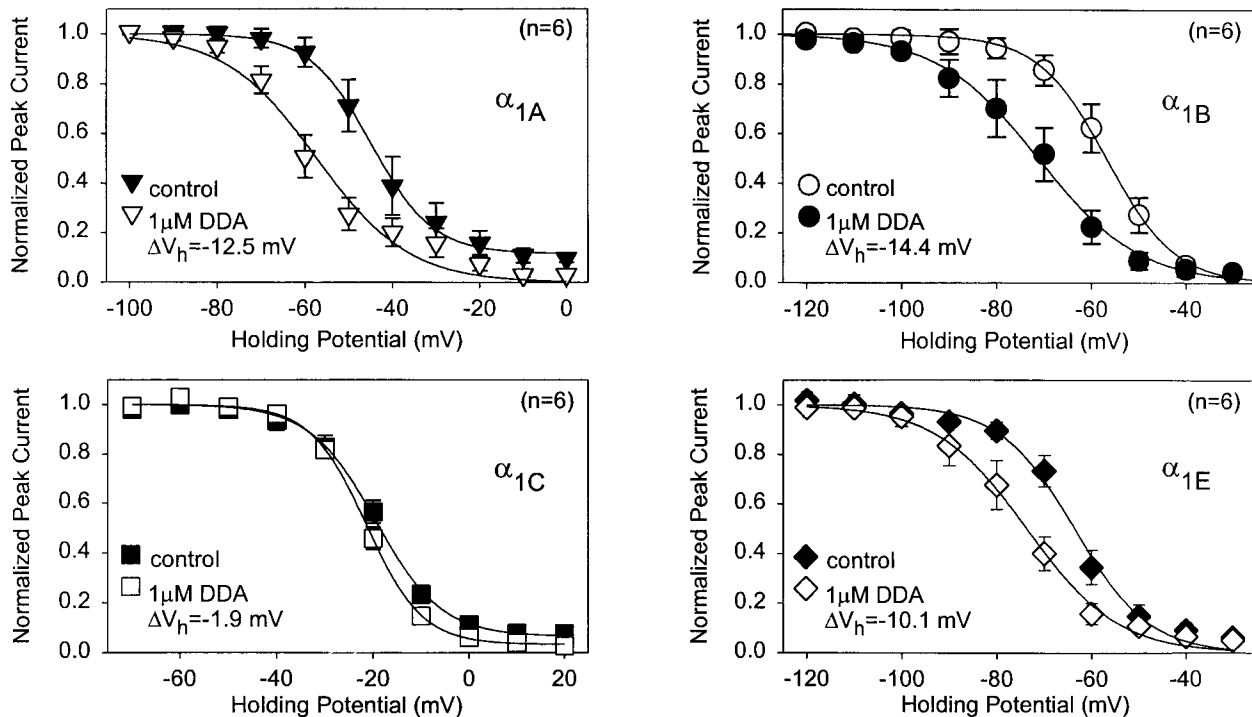 (n=6)
α1A
Normalized Peak Current
1.0
0.8
0.6
0.4
0.2
0.0
control
1μM DDA
ΔVh=-12.5 mV
-100 -80 -60 -40 -20 0
Holding Potential (mV)
(n=6)
α1B
Normalized Peak Current
1.0
0.8
0.6
0.4
0.2
0.0
control
1μM DDA
ΔVh=-14.4 mV
-120 -100 -80 -60 -40
Holding Potential (mV)
(n=6)
α1C
Normalized Peak Current
1.0
0.8
0.6
0.4
0.2
0.0
control
1μM DDA
ΔVh=-1.9 mV
-60 -40 -20 0 20
Holding Potential (mV)
(n=6)
α1E
Normalized Peak Current
1.0
0.8
0.6
0.4
0.2
0.0
control
1μM DDA
ΔVh=-10.1 mV
-120 -100 -80 -60 -40
Holding Potential (mV)